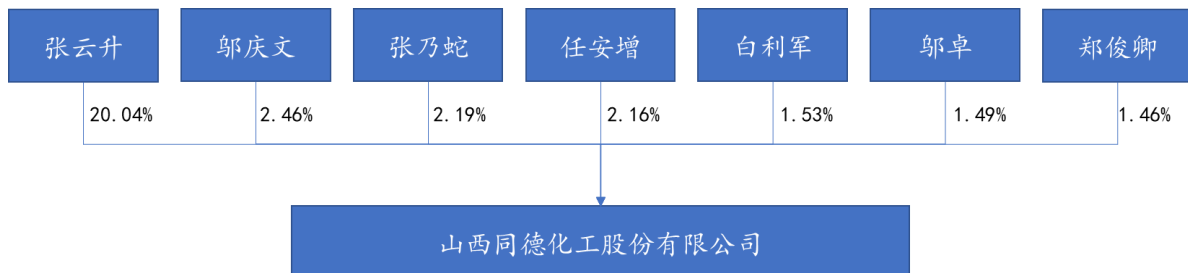 张云升 邬庆文 张乃蛇 任安增 白利军 邬卓 郑俊卿
20.04% 2.46% 2.19% 2.16% 1.53% 1.49% 1.46%
山西同德化工股份有限公司